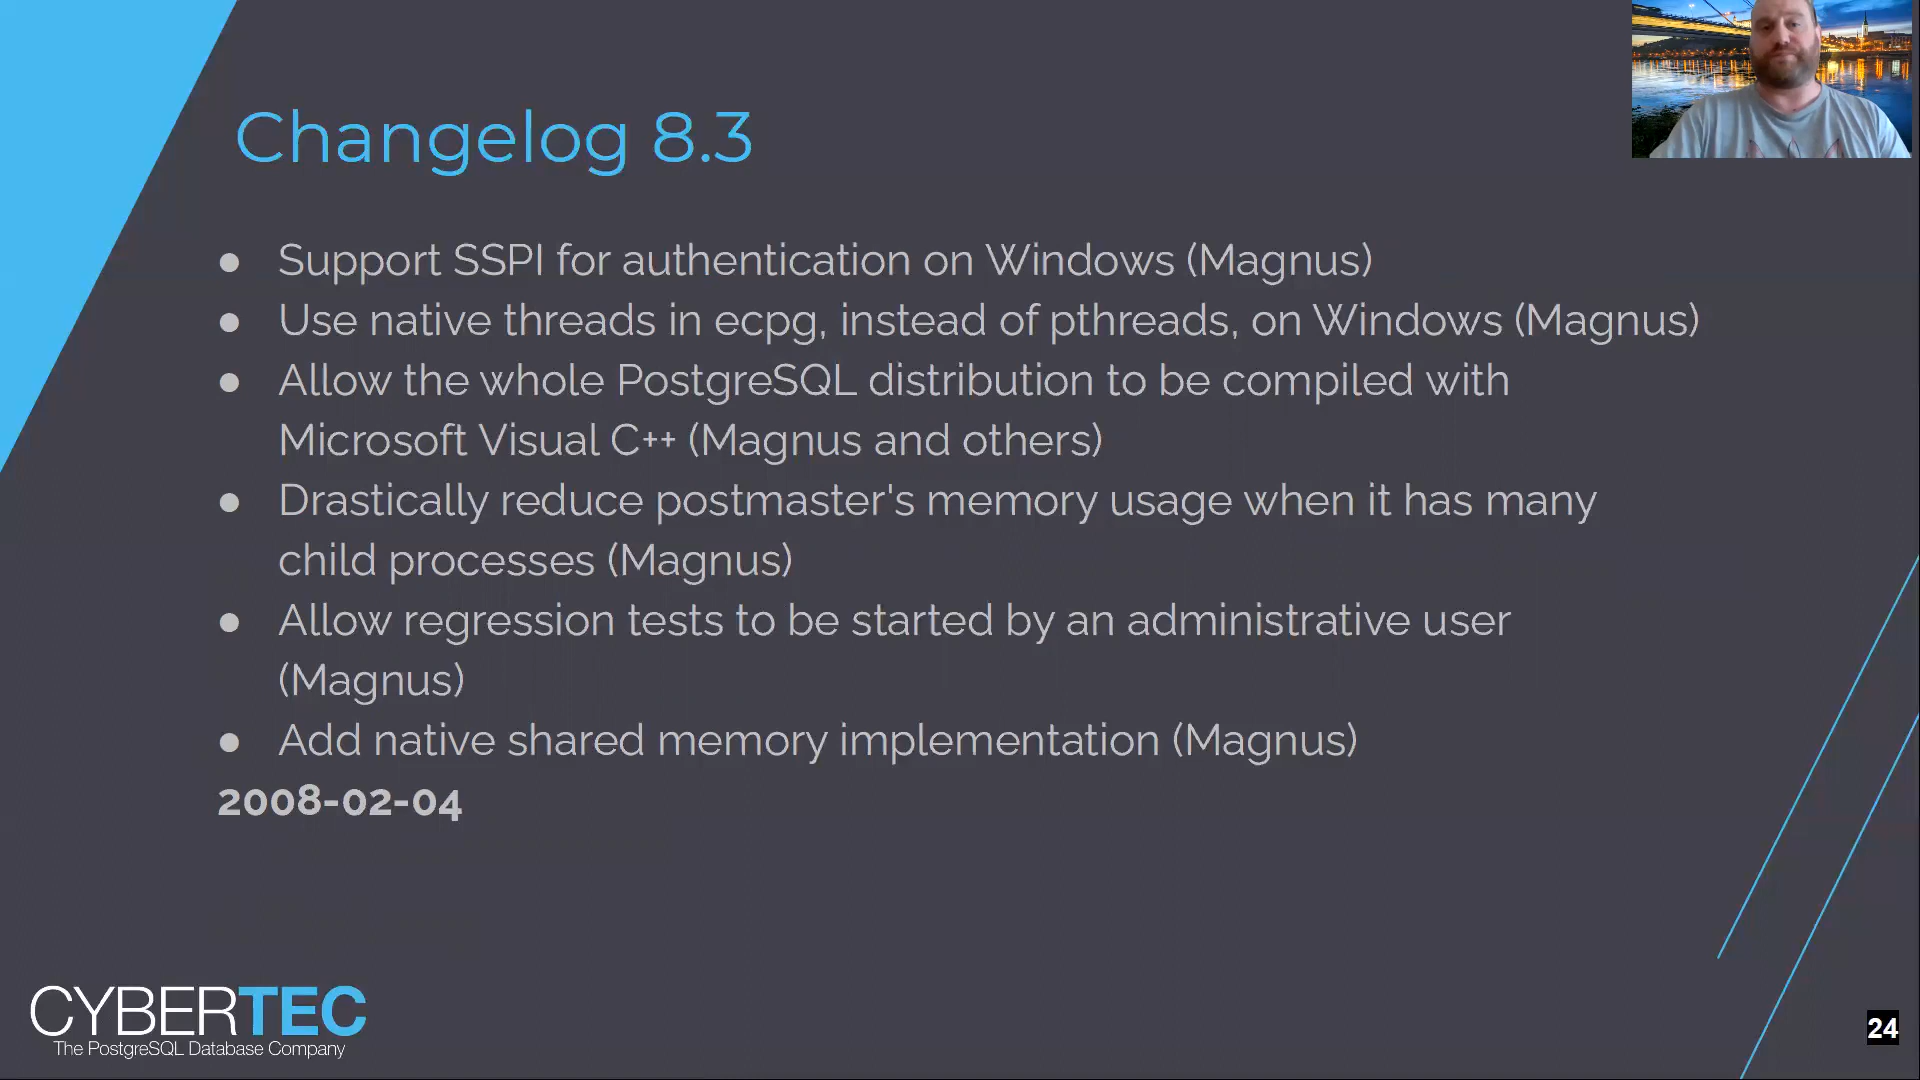 Changelog 8.3
● Support SSPI for authentication on Windows (Magnus)
● Use native threads in ecpg, instead of pthreads, on Windows (Magnus)
● Allow the whole PostgreSQL distribution to be compiled with
Microsoft Visual C++ (Magnus and others)
● Drastically reduce postmaster's memory usage when it has many
child processes (Magnus)
● Allow regression tests to be started by an administrative user
(Magnus)
● Add native shared memory implementation (Magnus)
2008-02-04
CYBERTEC
The PostgreSQL Database Company
24